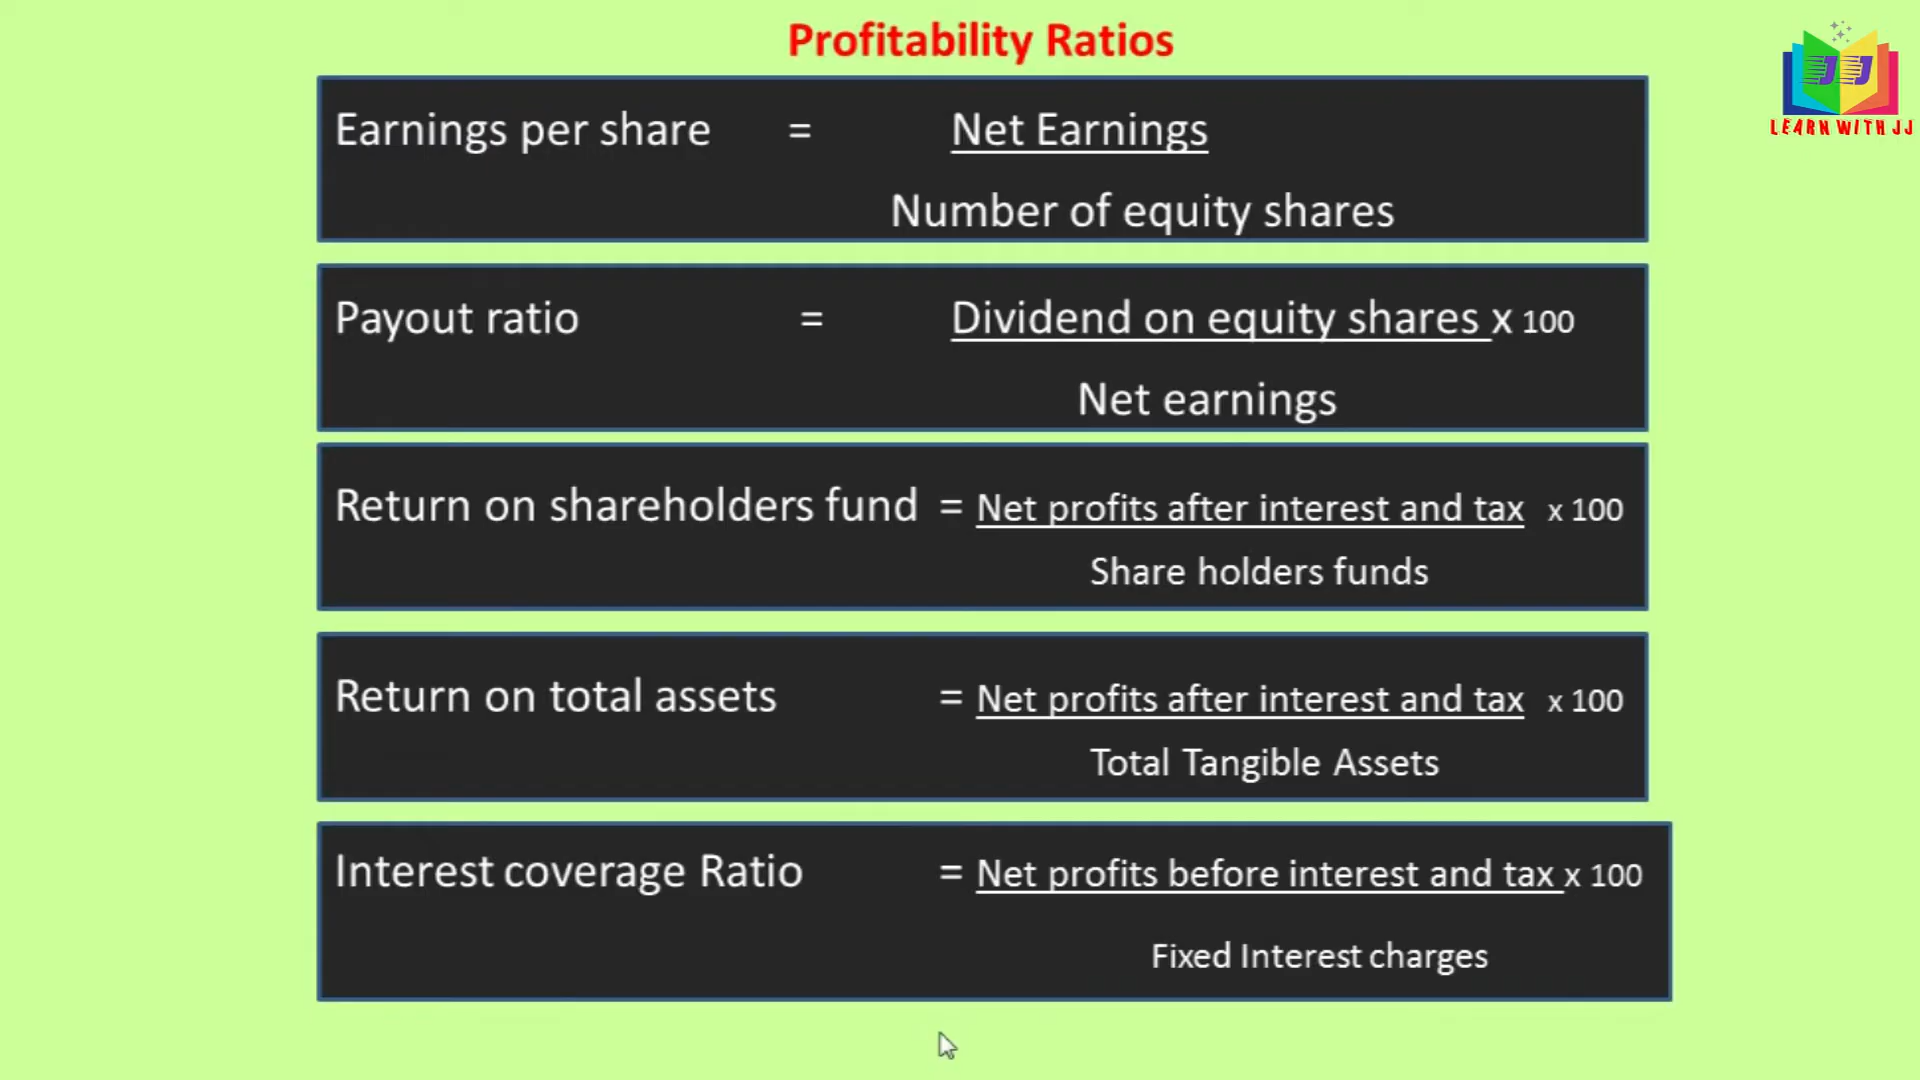 Profitability Ratios
JJ
LEARN WITH JJ
Earnings per share = Net Earnings
Number of equity shares
Payout ratio = Dividend on equity shares x 100
Net earnings
Return on shareholders fund = Net profits after interest and tax x 100
Share holders funds
Return on total assets = Net profits after interest and tax x 100
Total Tangible Assets
Interest coverage Ratio = Net profits before interest and tax x 100
Fixed Interest charges